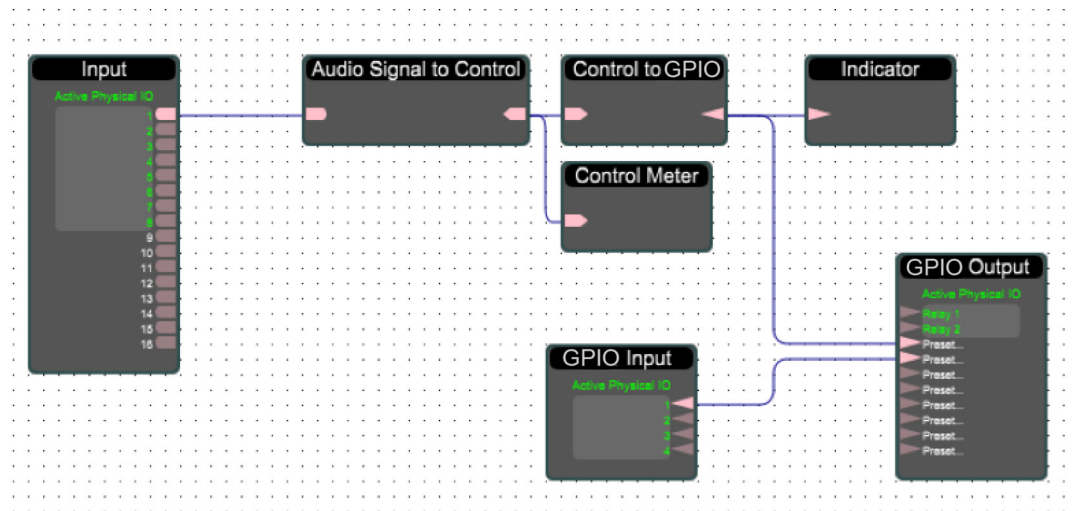 Input
Active Physical IO
1
2
3
4
5
6
7
8
9
10
11
12
13
14
15
16
Audio Signal to Control
Control to GPIO
Control Meter
Indicator
GPIO Input
Active Physical IO
1
2
3
4
GPIO Output
Active Physical IO
Relay 1
Relay 2
Preset...
Preset...
Preset...
Preset...
Preset...
Preset...
Preset...
Preset...